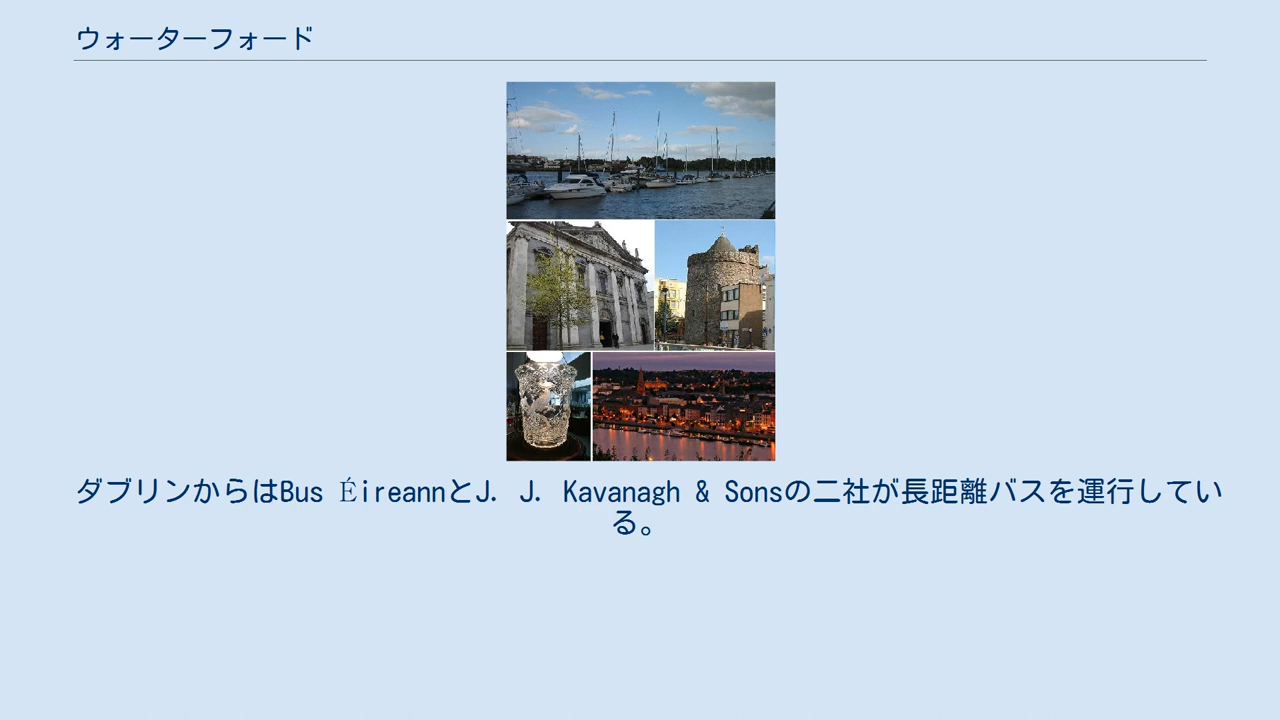 ウォーターフォード
ダブリンからはBus ÉireannとJ. J. Kavanagh & Sonsの二社が長距離バスを運行してい
る。